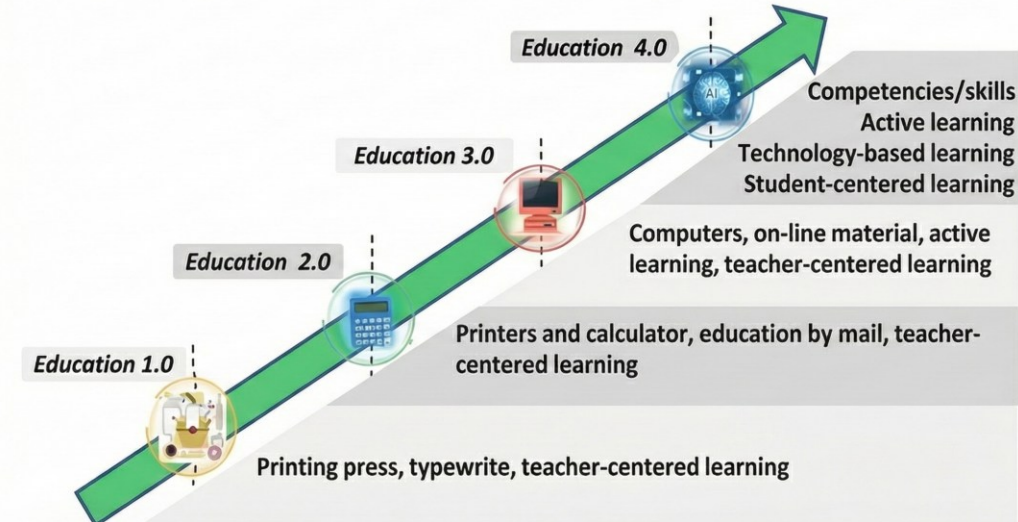 Education 4.0
AI
Competencies/skills
Active learning
Technology-based learning
Student-centered learning
Education 3.0
Computers, on-line material, active
learning, teacher-centered learning
Education 2.0
Printers and calculator, education by mail, teacher-
centered learning
Education 1.0
Printing press, typewrite, teacher-centered learning